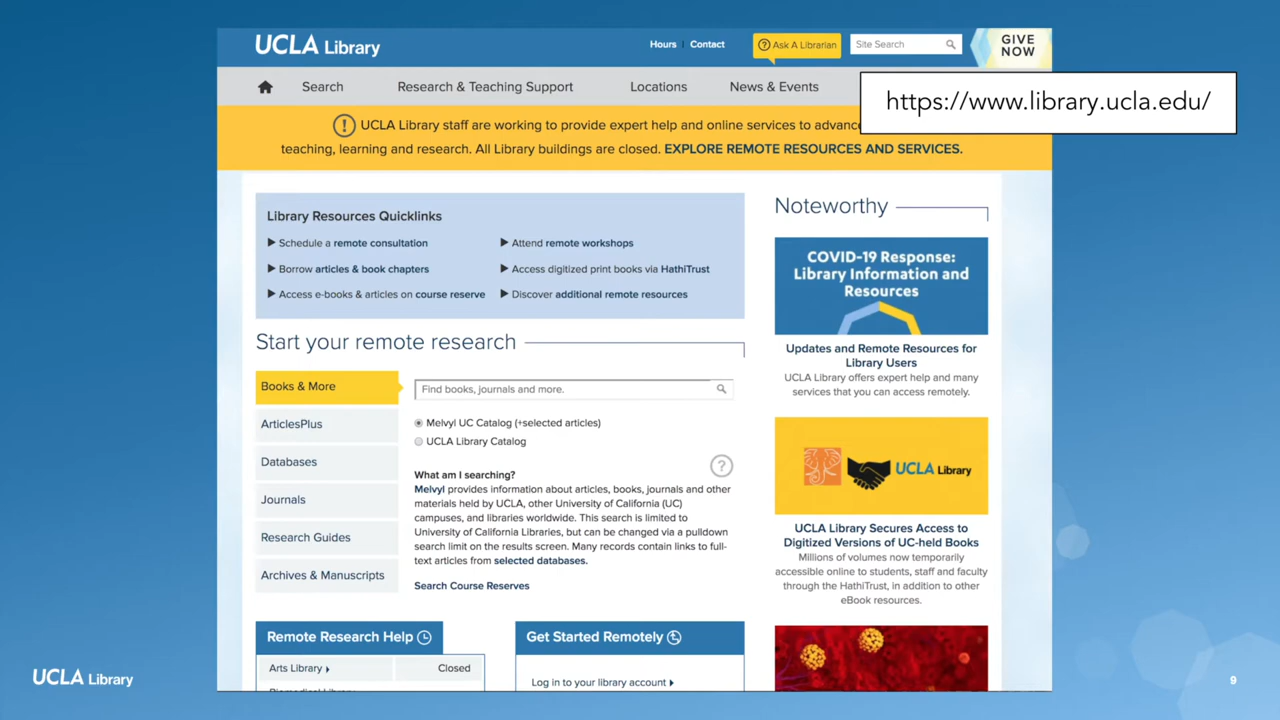 UCLA Library
Hours | Contact
Ask A Librarian
Site Search
GIVE
NOW
Search
Research & Teaching Support
Locations
News & Events
https://www.library.ucla.edu/
UCLA Library staff are working to provide expert help and online services to advance
teaching, learning and research. All Library buildings are closed. EXPLORE REMOTE RESOURCES AND SERVICES.
Library Resources Quicklinks
Schedule a remote consultation
Borrow articles & book chapters
Access e-books & articles on course reserve
Attend remote workshops
Access digitized print books via HathiTrust
Discover additional remote resources
Start your remote research
Books & More
ArticlesPlus
Databases
Journals
Research Guides
Archives & Manuscripts
Find books, journals and more.
Melvyl UC Catalog (+selected articles)
UCLA Library Catalog
What am I searching?
Melvyl provides information about articles, books, journals and other
materials held by UCLA, other University of California (UC)
campuses, and libraries worldwide. This search is limited to
University of California Libraries, but can be changed via a pulldown
search limit on the results screen. Many records contain links to full-
text articles from selected databases.
Search Course Reserves
Remote Research Help
Arts Library
Closed
Get Started Remotely
Log in to your library account
Noteworthy
COVID-19 Response:
Library Information and
Resources
Updates and Remote Resources for
Library Users
UCLA Library offers expert help and many
services that you can access remotely.
UCLA Library
UCLA Library Secures Access to
Digitized Versions of UC-held Books
Millions of volumes now temporarily
accessible online to students, staff and faculty
through the HathiTrust, in addition to other
eBook resources.
UCLA Library
9